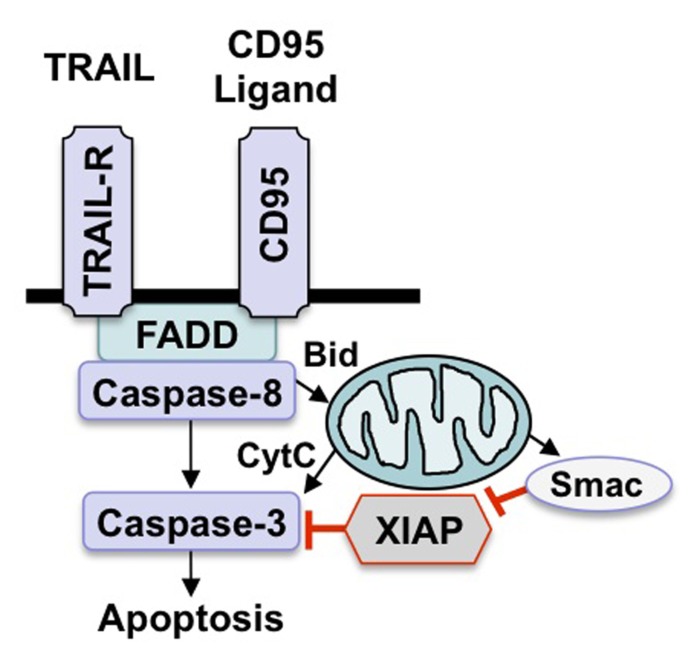 TRAIL
CD95
Ligand
TRAIL-R
CD95
FADD
Bid
Caspase-8
CytC
Smac
Caspase-3
XIAP
Apoptosis